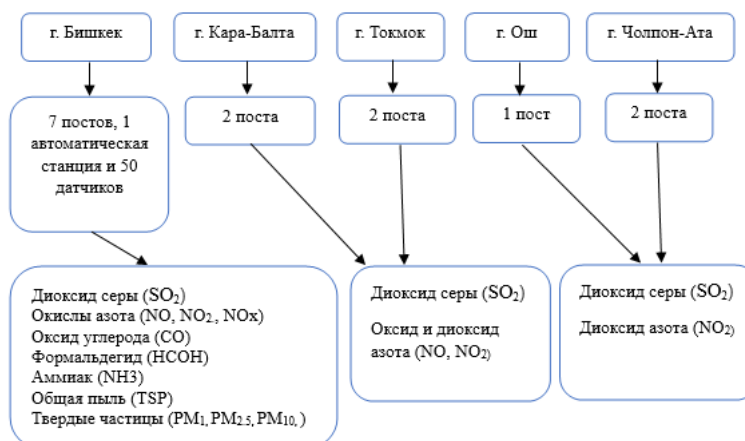 г. Бишкек
г. Кара-Балта
г. Токмок
г. Ош
г. Чолпон-Ата
7 постов, 1
автоматическая
станция и 50
датчиков
2 поста
2 поста
1 пост
2 поста
Диоксид серы (SO₂)
Окислы азота (NO, NO₂., NOx)
Оксид углерода (CO)
Формальдегид (HCOH)
Аммиак (NH3)
Общая пыль (TSP)
Твердые частицы (PM₁, PM₂.₅, PM₁₀, )
Диоксид серы (SO₂)
Оксид и диоксид
азота (NO, NO₂)
Диоксид серы (SO₂)
Диоксид азота (NO₂)